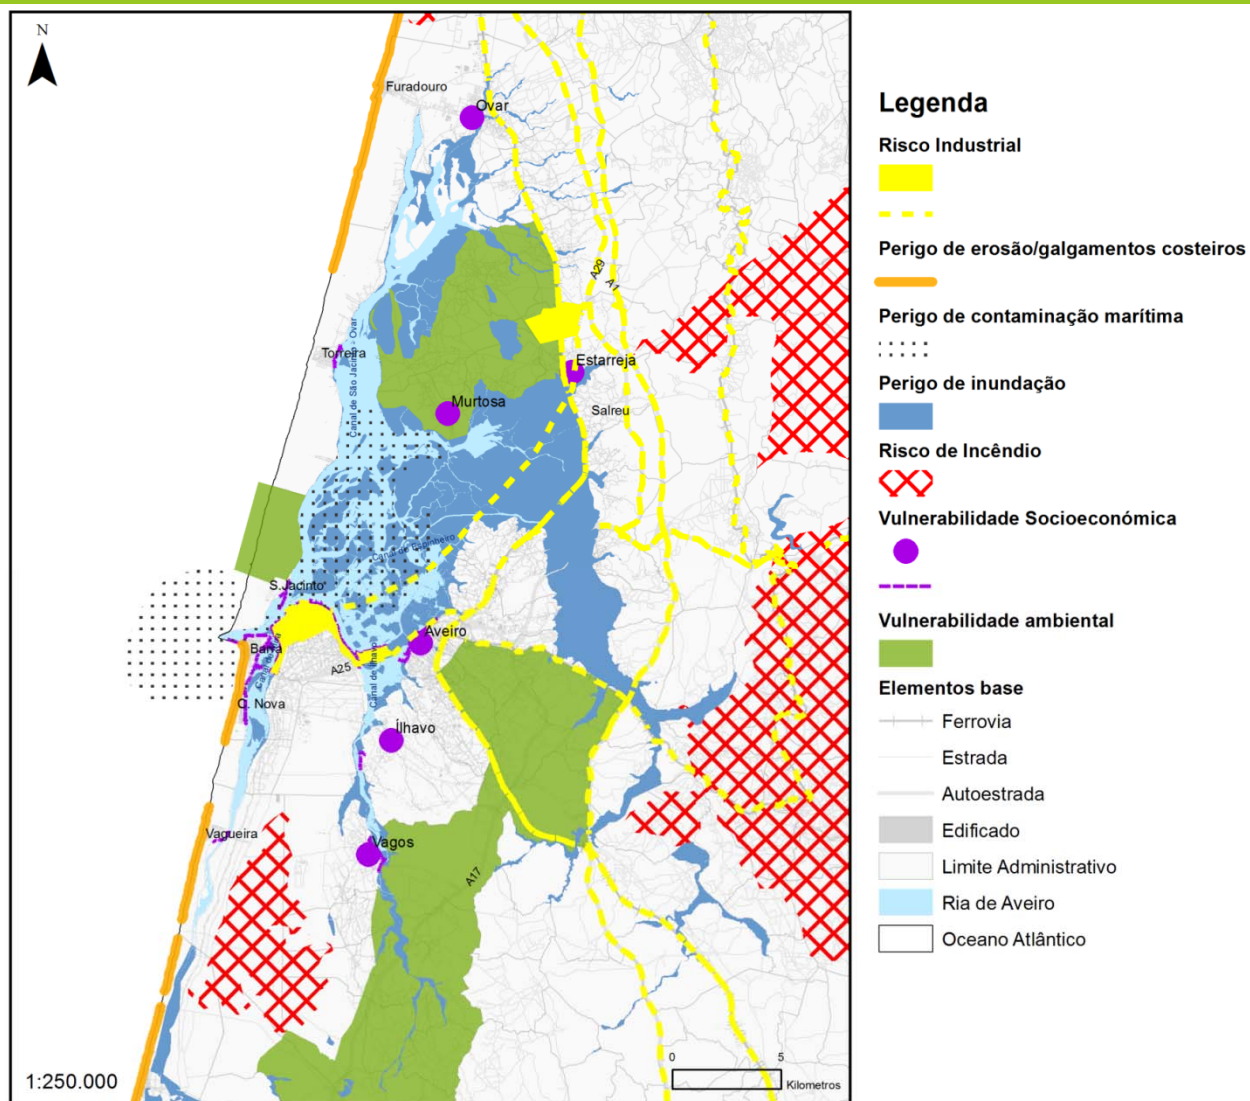 N
Furadouro
Ovar
A29
A1
Canal de São Jacinto - Ovar
Torreira
Estarreja
Murtosa
Salreu
Canal do Espinheiro
S.Jacinto
Barra
Aveiro
A25
Canal de Ílhavo
C. Nova
Ílhavo
Vagueira
Vagos
A17
0 5
Kilometros
1:250.000
Legenda
Risco Industrial
Perigo de erosão/galgamentos costeiros
Perigo de contaminação marítima
Perigo de inundação
Risco de Incêndio
Vulnerabilidade Socioeconómica
Vulnerabilidade ambiental
Elementos base
Ferrovia
Estrada
Autoestrada
Edificado
Limite Administrativo
Ria de Aveiro
Oceano Atlântico